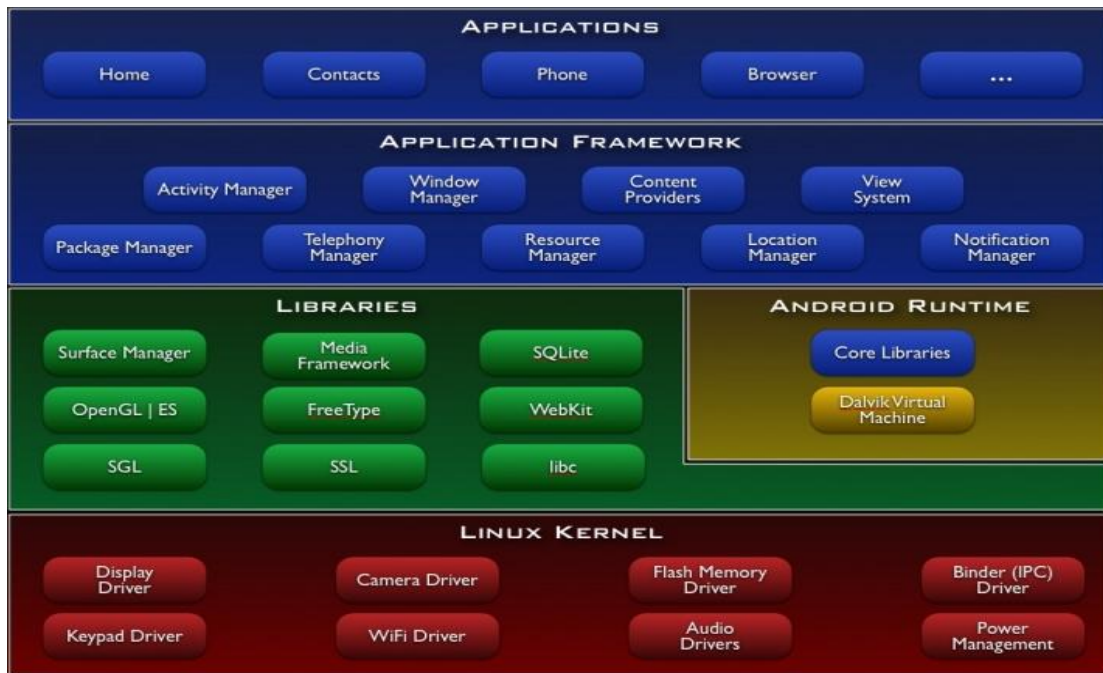 APPLICATIONS
Home
Contacts
Phone
Browser
...
APPLICATION FRAMEWORK
Activity Manager
Window
Manager
Content
Providers
View
System
Package Manager
Telephony
Manager
Resource
Manager
Location
Manager
Notification
Manager
LIBRARIES
Surface Manager
Media
Framework
SQLite
OpenGL | ES
FreeType
WebKit
SGL
SSL
libc
ANDROID RUNTIME
Core Libraries
Dalvik Virtual
Machine
LINUX KERNEL
Display
Driver
Camera Driver
Flash Memory
Driver
Binder (IPC)
Driver
Keypad Driver
WiFi Driver
Audio
Drivers
Power
Management